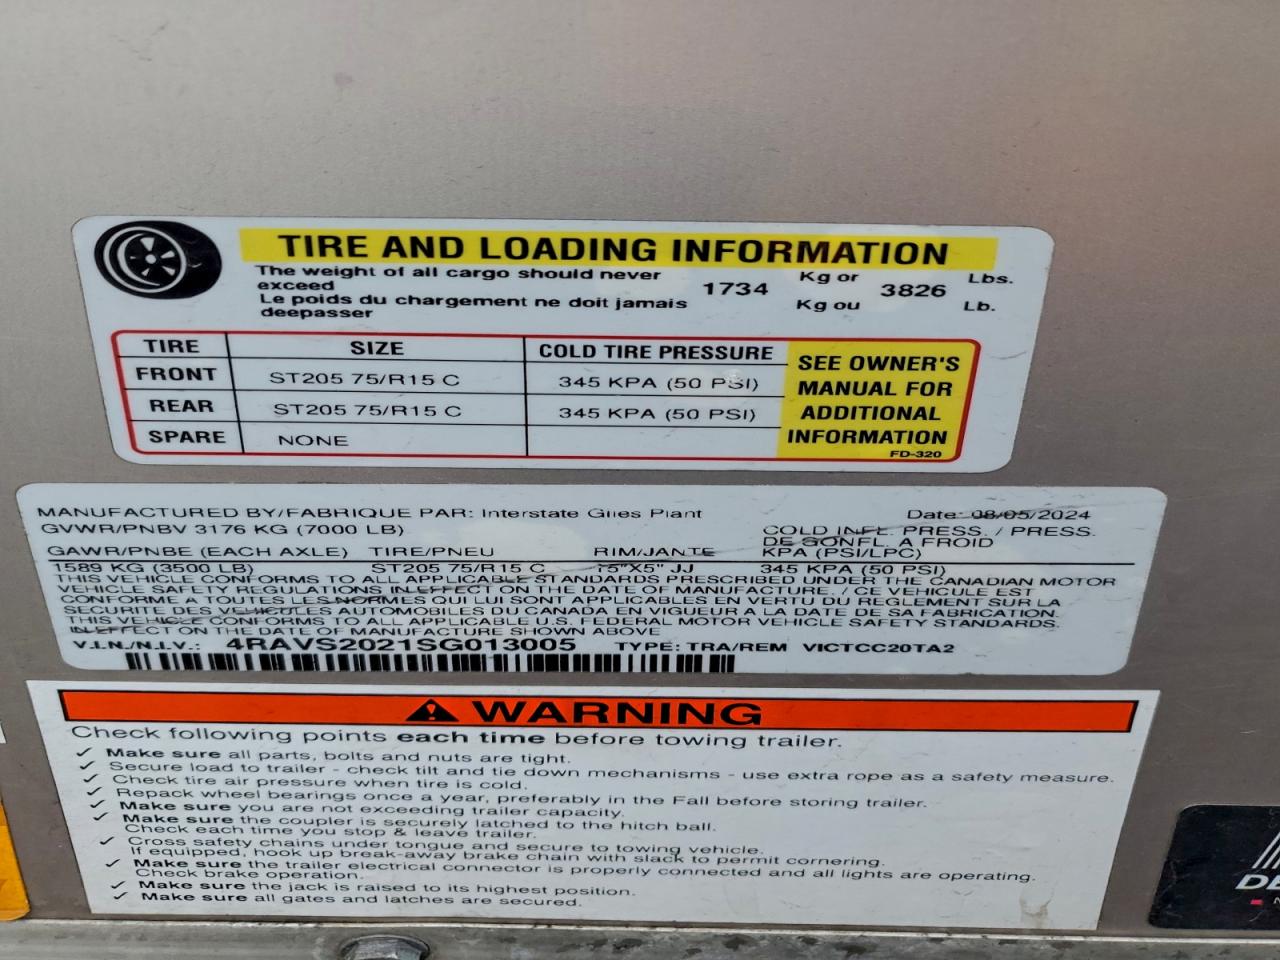 TIRE AND LOADING INFORMATION
The weight of all cargo should never exceed 1734 Kg or 3826 Lbs.
Le poids du chargement ne doit jamais deepasser Kg ou Lb.
TIRE SIZE COLD TIRE PRESSURE
FRONT ST205 75/R15 C 345 KPA (50 PSI)
REAR ST205 75/R15 C 345 KPA (50 PSI)
SPARE NONE
SEE OWNER'S
MANUAL FOR
ADDITIONAL
INFORMATION
FD-320
MANUFACTURED BY/FABRIQUE PAR: Interstate Giles Plant Date: 08/05/2024
GVWR/PNBV 3176 KG (7000 LB)
GAWR/PNBE (EACH AXLE) TIRE/PNEU RIM/JANTE COLD INFL. PRESS. / PRESS. DE GONFL. A FROID KPA (PSI/LPC)
1589 KG (3500 LB) ST205 75/R15 C 15"X5" JJ 345 KPA (50 PSI)
THIS VEHICLE CONFORMS TO ALL APPLICABLE STANDARDS PRESCRIBED UNDER THE CANADIAN MOTOR
VEHICLE SAFETY REGULATIONS IN EFFECT ON THE DATE OF MANUFACTURE. / CE VEHICULE EST
CONFORME A TOUTES LES NORMES QUI LUI SONT APPLICABLES EN VERTU DU REGLEMENT SUR LA
SECURITE DES VEHICULES AUTOMOBILES DU CANADA EN VIGUEUR A LA DATE DE SA FABRICATION.
THIS VEHICLE CONFORMS TO ALL APPLICABLE U.S. FEDERAL MOTOR VEHICLE SAFETY STANDARDS.
IN EFFECT ON THE DATE OF MANUFACTURE SHOWN ABOVE
V.I.N./N.I.V.: 4RAVS2021SG013005 TYPE: TRA/REM VICTCC20TA2
WARNING
Check following points each time before towing trailer.
✓ Make sure all parts, bolts and nuts are tight.
✓ Secure load to trailer - check tilt and tie down mechanisms - use extra rope as a safety measure.
✓ Check tire air pressure when tire is cold.
✓ Repack wheel bearings once a year, preferably in the Fall before storing trailer.
✓ Make sure you are not exceeding trailer capacity.
✓ Make sure the coupler is securely latched to the hitch ball.
Check each time you stop & leave trailer.
✓ Cross safety chains under tongue and secure to towing vehicle.
If equipped, hook up break-away brake chain with slack to permit cornering.
✓ Make sure the trailer electrical connector is properly connected and all lights are operating.
Check brake operation.
✓ Make sure the jack is raised to its highest position.
✓ Make sure all gates and latches are secured.